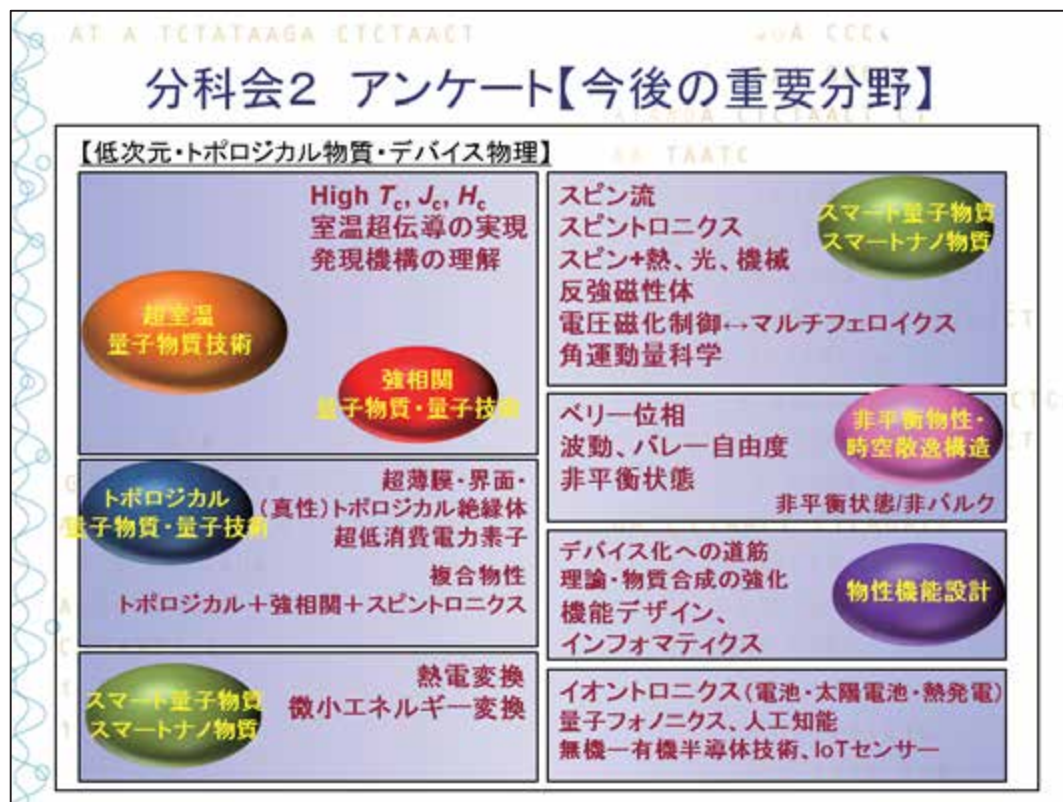 AT A TCTATAAGA CTCTAACT
分科会2 アンケート【今後の重要分野】
TAATC
【低次元・トポロジカル物質・デバイス物理】
High Tc, Jc, Hc
室温超伝導の実現
発現機構の理解
超室温
量子物質技術
強相関
量子物質・量子技術
トポロジカル
量子物質・量子技術
超薄膜・界面・
(真性)トポロジカル絶縁体
超低消費電力素子
複合物性
トポロジカル+強相関+スピントロニクス
スマート量子物質
スマートナノ物質
熱電変換
微小エネルギー変換
スピン流
スピントロニクス
スピン+熱、光、機械
反強磁性体
電圧磁化制御↔マルチフェロイクス
角運動量科学
スマート量子物質
スマートナノ物質
ベリー位相
波動、バレー自由度
非平衡状態
非平衡物性・
時空散逸構造
非平衡状態/非バルク
デバイス化への道筋
理論・物質合成の強化
機能デザイン、
インフォマティクス
物性機能設計
イオントロニクス(電池・太陽電池・熱発電)
量子フォノニクス、人工知能
無機ー有機半導体技術、IoTセンサー